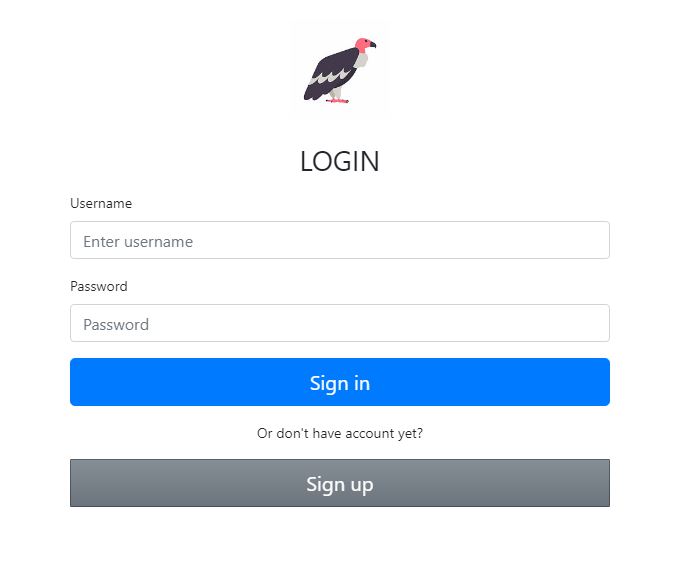 LOGIN
Username
Enter username
Password
Password
Sign in
Or don't have account yet?
Sign up